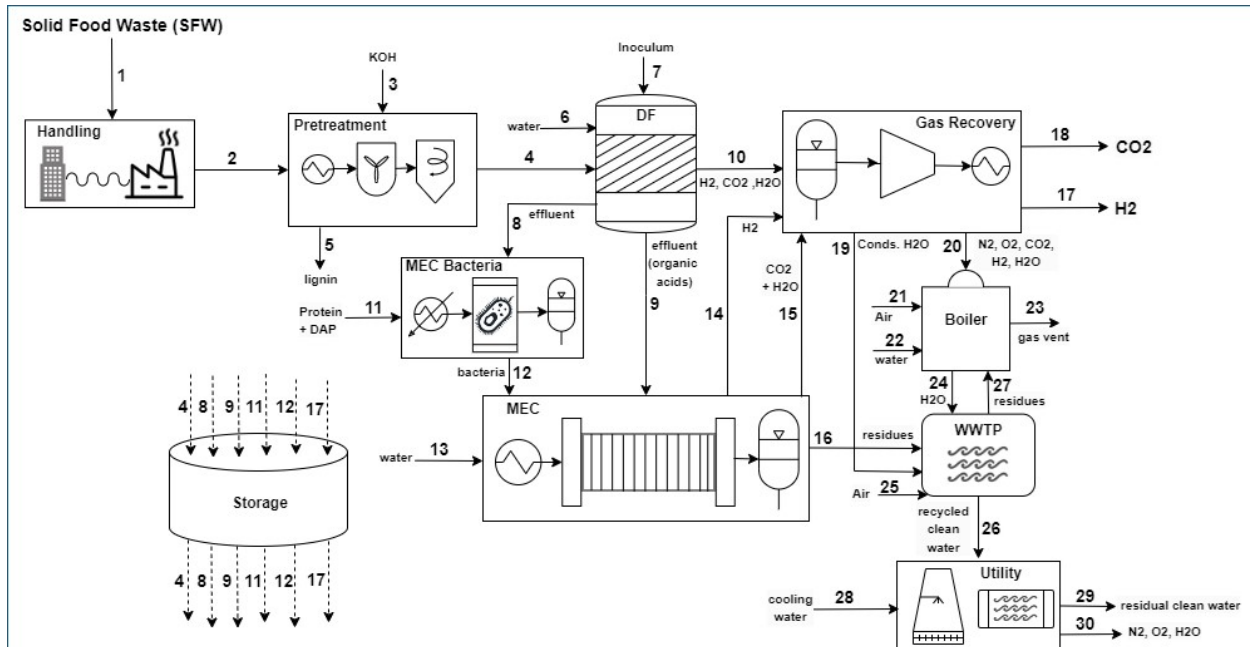 Solid Food Waste (SFW)
1
Handling
2
KOH
3
Pretreatment
4
5
lignin
Inoculum
7
water
6
DF
10
H2, CO2 ,H2O
Gas Recovery
18
CO2
17
H2
8
effluent
effluent
(organic
acids)
9
H2
14
CO2
+ H2O
15
19
Conds. H2O
20
N2, O2, CO2,
H2, H2O
MEC Bacteria
Protein
+ DAP
11
bacteria
12
21
Air
22
water
Boiler
23
gas vent
24
H2O
27
residues
MEC
water
13
16
residues
WWTP
Air
25
recycled
clean
water
26
4 8 9 11 12 17
Storage
4 8 9 11 12 17
Utility
cooling
water
28
29
residual clean water
30
N2, O2, H2O